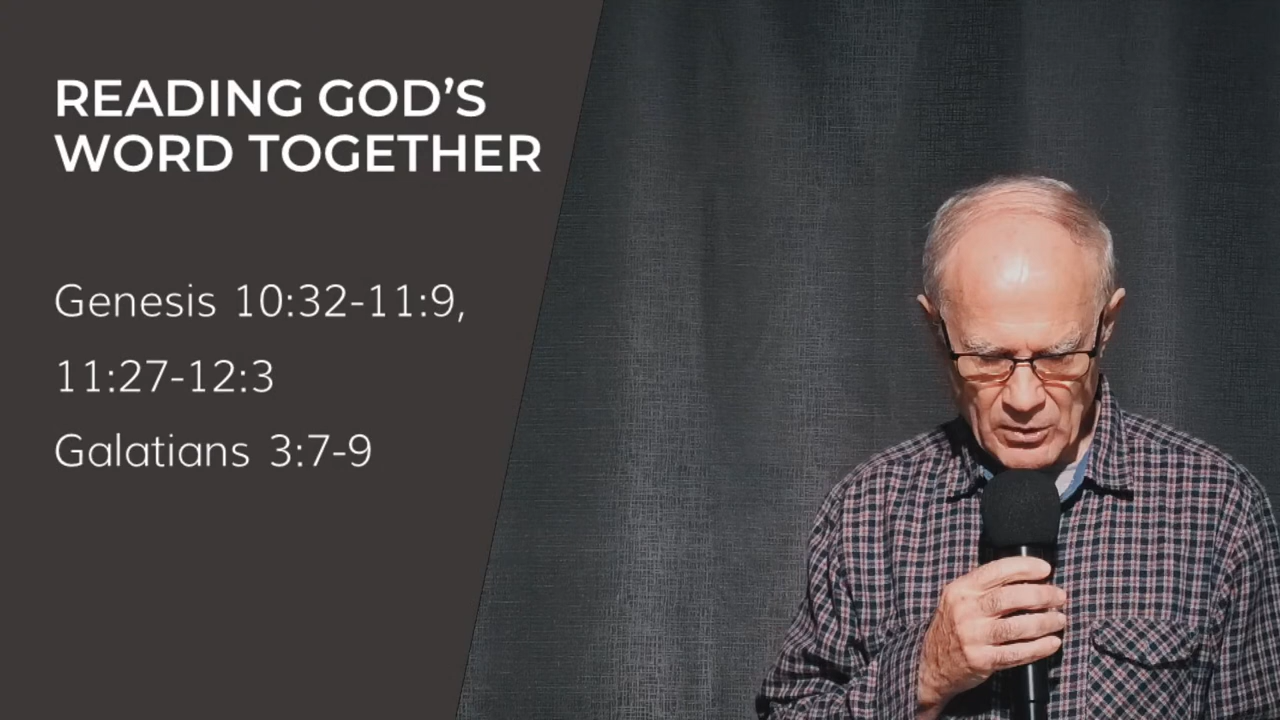 READING GOD’S
WORD TOGETHER
Genesis 10:32-11:9,
11:27-12:3
Galatians 3:7-9